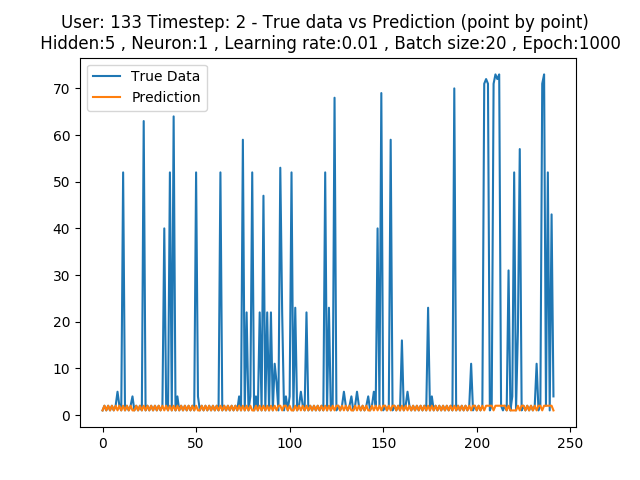 User: 133 Timestep: 2 - True data vs Prediction (point by point)
Hidden:5 , Neuron:1 , Learning rate:0.01 , Batch size:20 , Epoch:1000
True Data
Prediction
70
60
50
40
30
20
10
0
0 50 100 150 200 250